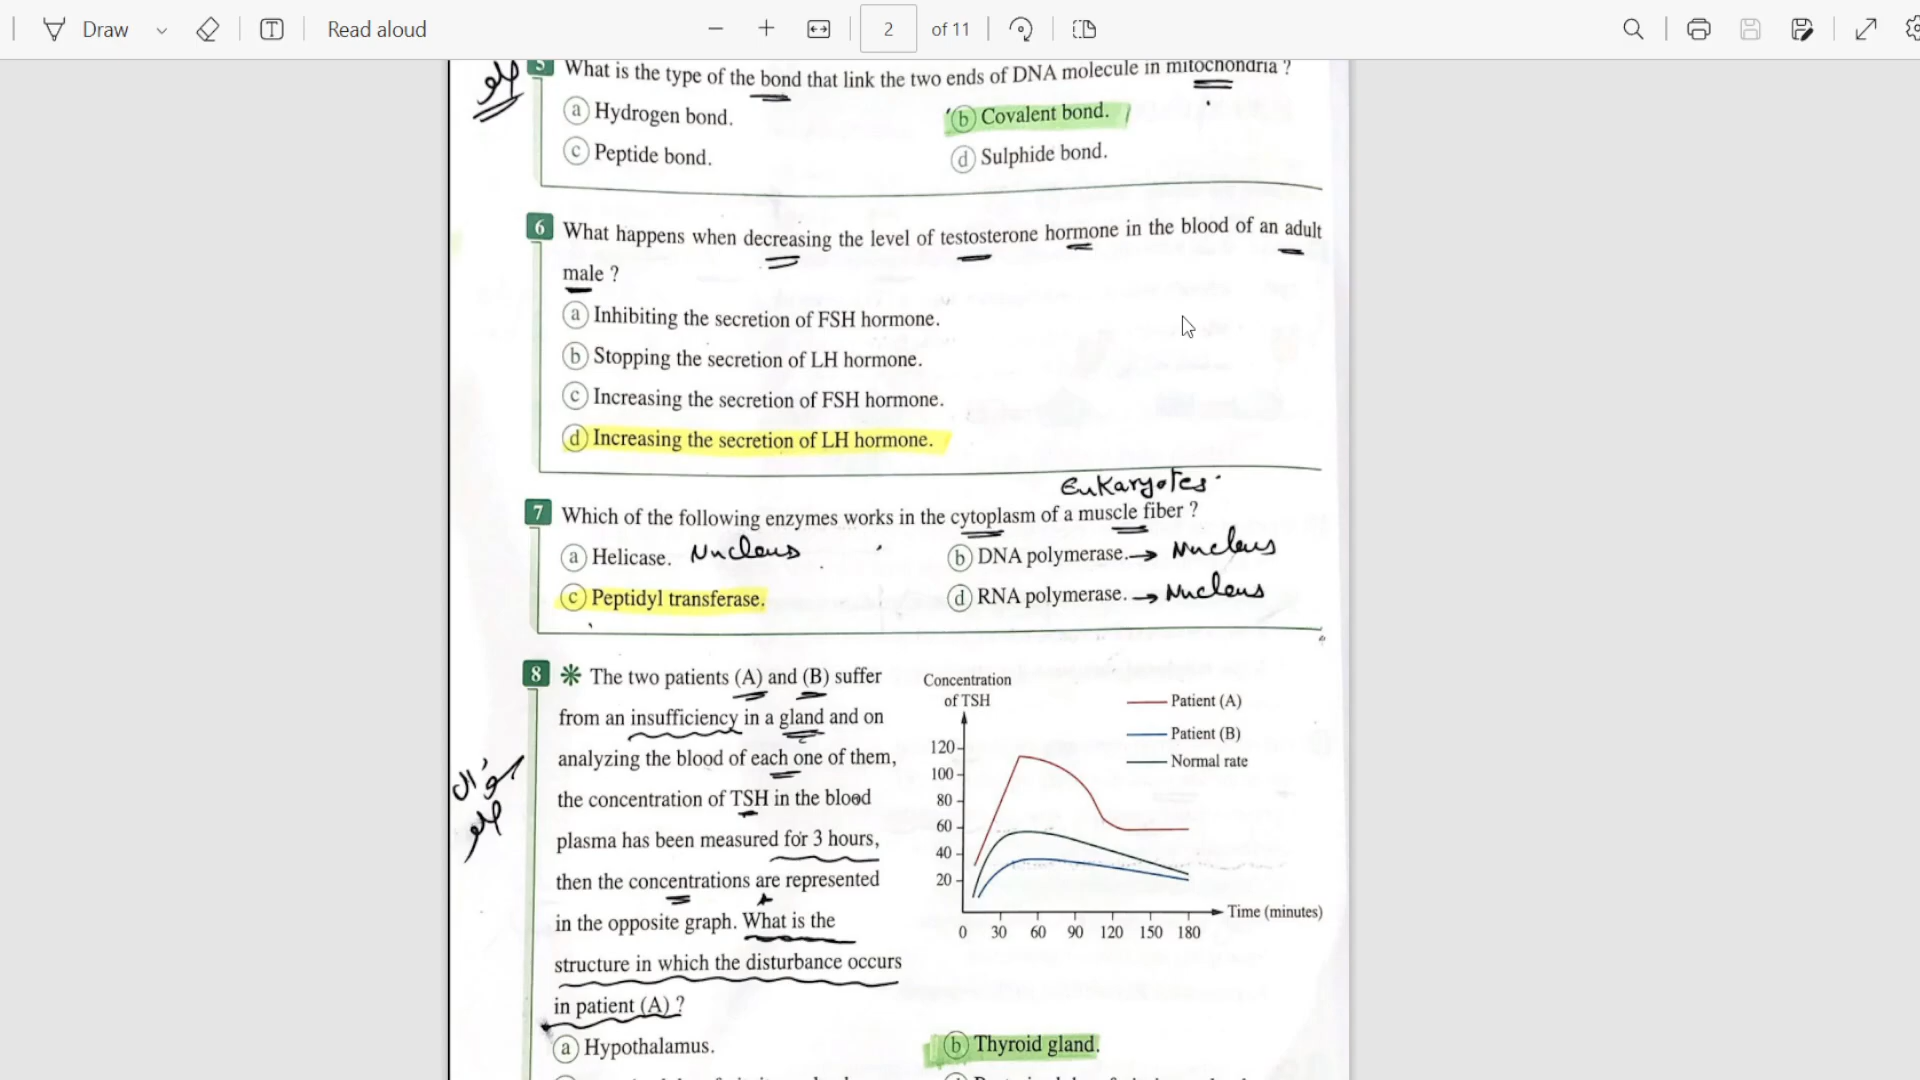 Draw
Read aloud
2 of 11
5 What is the type of the bond that link the two ends of DNA molecule in mitochondria ?
a Hydrogen bond.
b Covalent bond.
c Peptide bond.
d Sulphide bond.
6 What happens when decreasing the level of testosterone hormone in the blood of an adult
male ?
a Inhibiting the secretion of FSH hormone.
b Stopping the secretion of LH hormone.
c Increasing the secretion of FSH hormone.
d Increasing the secretion of LH hormone.
Eukaryotes
7 Which of the following enzymes works in the cytoplasm of a muscle fiber ?
a Helicase. Nucleus
b DNA polymerase. → Nucleus
c Peptidyl transferase.
d RNA polymerase. → Nucleus
8 The two patients (A) and (B) suffer
from an insufficiency in a gland and on
analyzing the blood of each one of them,
the concentration of TSH in the blood
plasma has been measured for 3 hours,
then the concentrations are represented
in the opposite graph. What is the
structure in which the disturbance occurs
in patient (A) ?
Concentration
of TSH
Patient (A)
Patient (B)
Normal rate
120
100
80
60
40
20
Time (minutes)
0 30 60 90 120 150 180
a Hypothalamus.
b Thyroid gland.